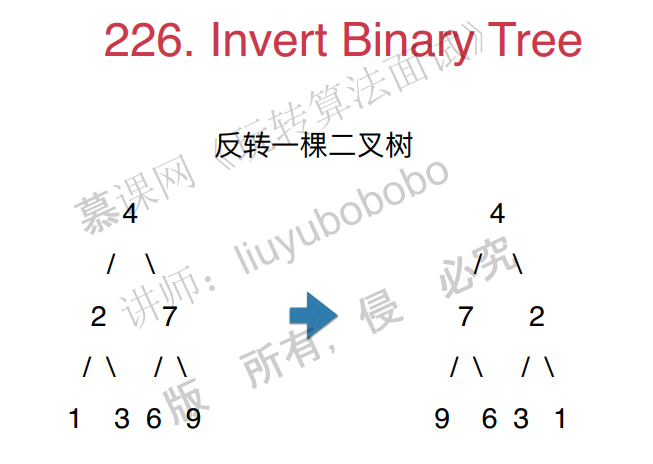 226. Invert Binary Tree
慕课网《玩转算法面试》
反转一棵二叉树
讲师：liuyubobobo
版 所有，侵 必究
4 4
/ \ / \
2 7 7 2
/ \ / \ / \ / \
1 3 6 9 9 6 3 1